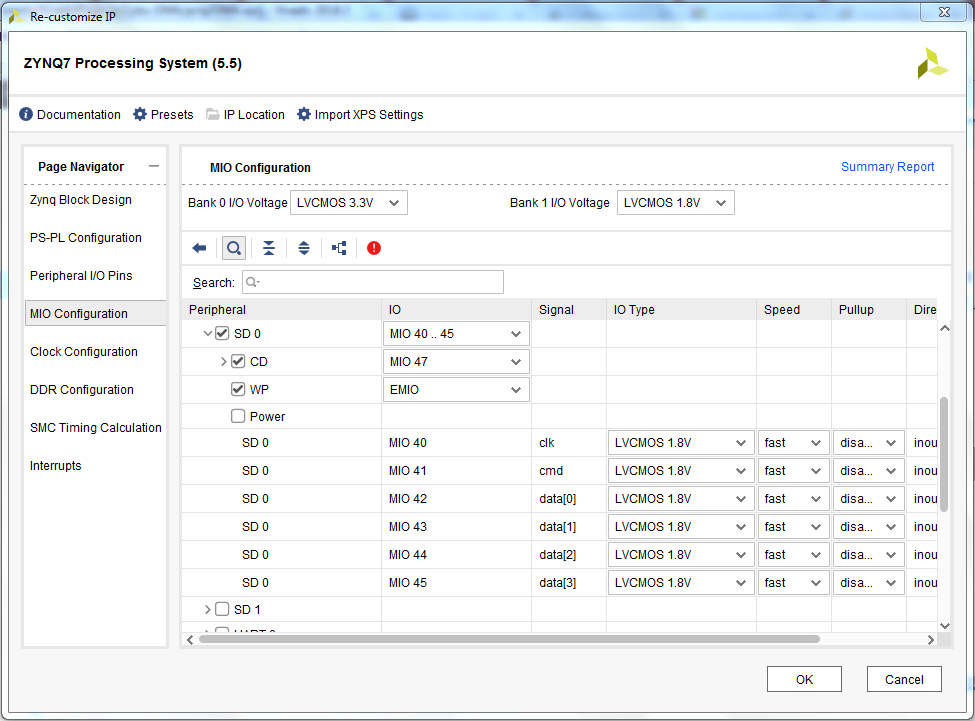 Re-customize IP
ZYNQ7 Processing System (5.5)
Documentation Presets IP Location Import XPS Settings
Page Navigator
Zynq Block Design
PS-PL Configuration
Peripheral I/O Pins
MIO Configuration
Clock Configuration
DDR Configuration
SMC Timing Calculation
Interrupts
MIO Configuration Summary Report
Bank 0 I/O Voltage LVCMOS 3.3V Bank 1 I/O Voltage LVCMOS 1.8V
Search:
Peripheral IO Signal IO Type Speed Pullup Dire
SD 0 MIO 40 .. 45
CD MIO 47
WP EMIO
Power
SD 0 MIO 40 clk LVCMOS 1.8V fast disa... inou
SD 0 MIO 41 cmd LVCMOS 1.8V fast disa... inou
SD 0 MIO 42 data[0] LVCMOS 1.8V fast disa... inou
SD 0 MIO 43 data[1] LVCMOS 1.8V fast disa... inou
SD 0 MIO 44 data[2] LVCMOS 1.8V fast disa... inou
SD 0 MIO 45 data[3] LVCMOS 1.8V fast disa... inou
SD 1
OK Cancel